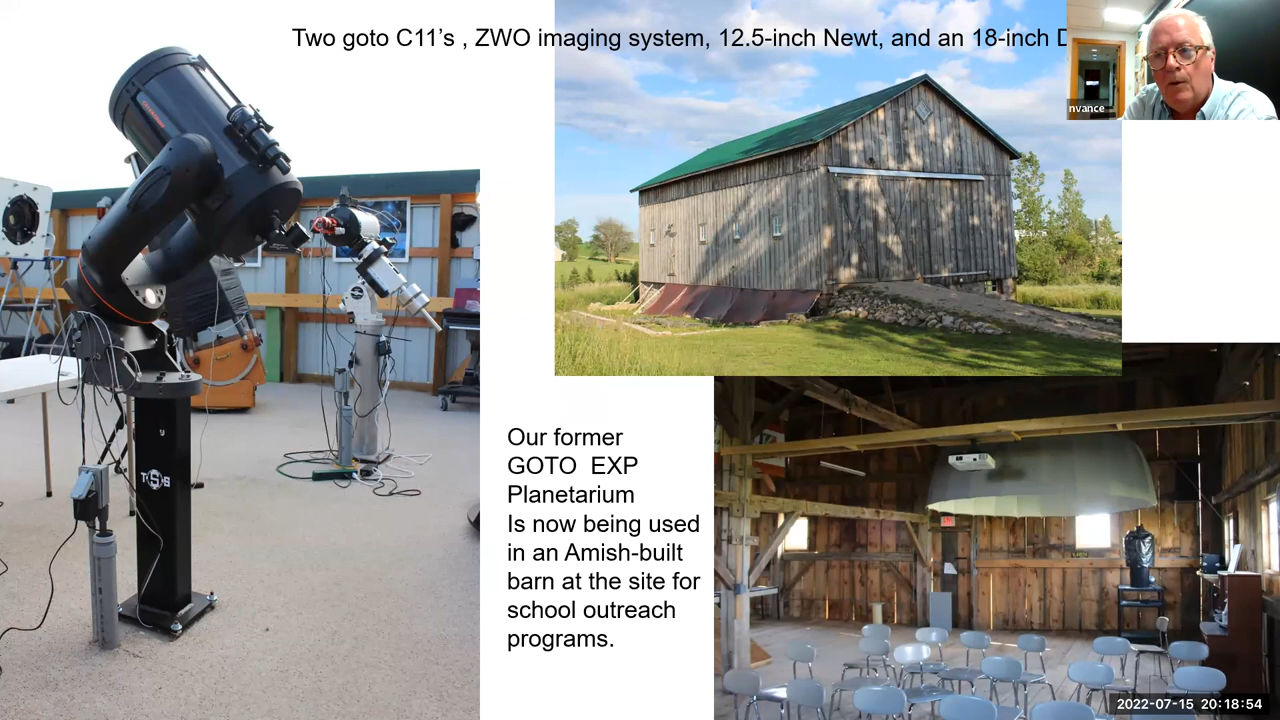 Two goto C11’s , ZWO imaging system, 12.5-inch Newt, and an 18-inch D
nvance
Our former
GOTO EXP
Planetarium
Is now being used
in an Amish-built
barn at the site for
school outreach
programs.
2022-07-15 20:18:54